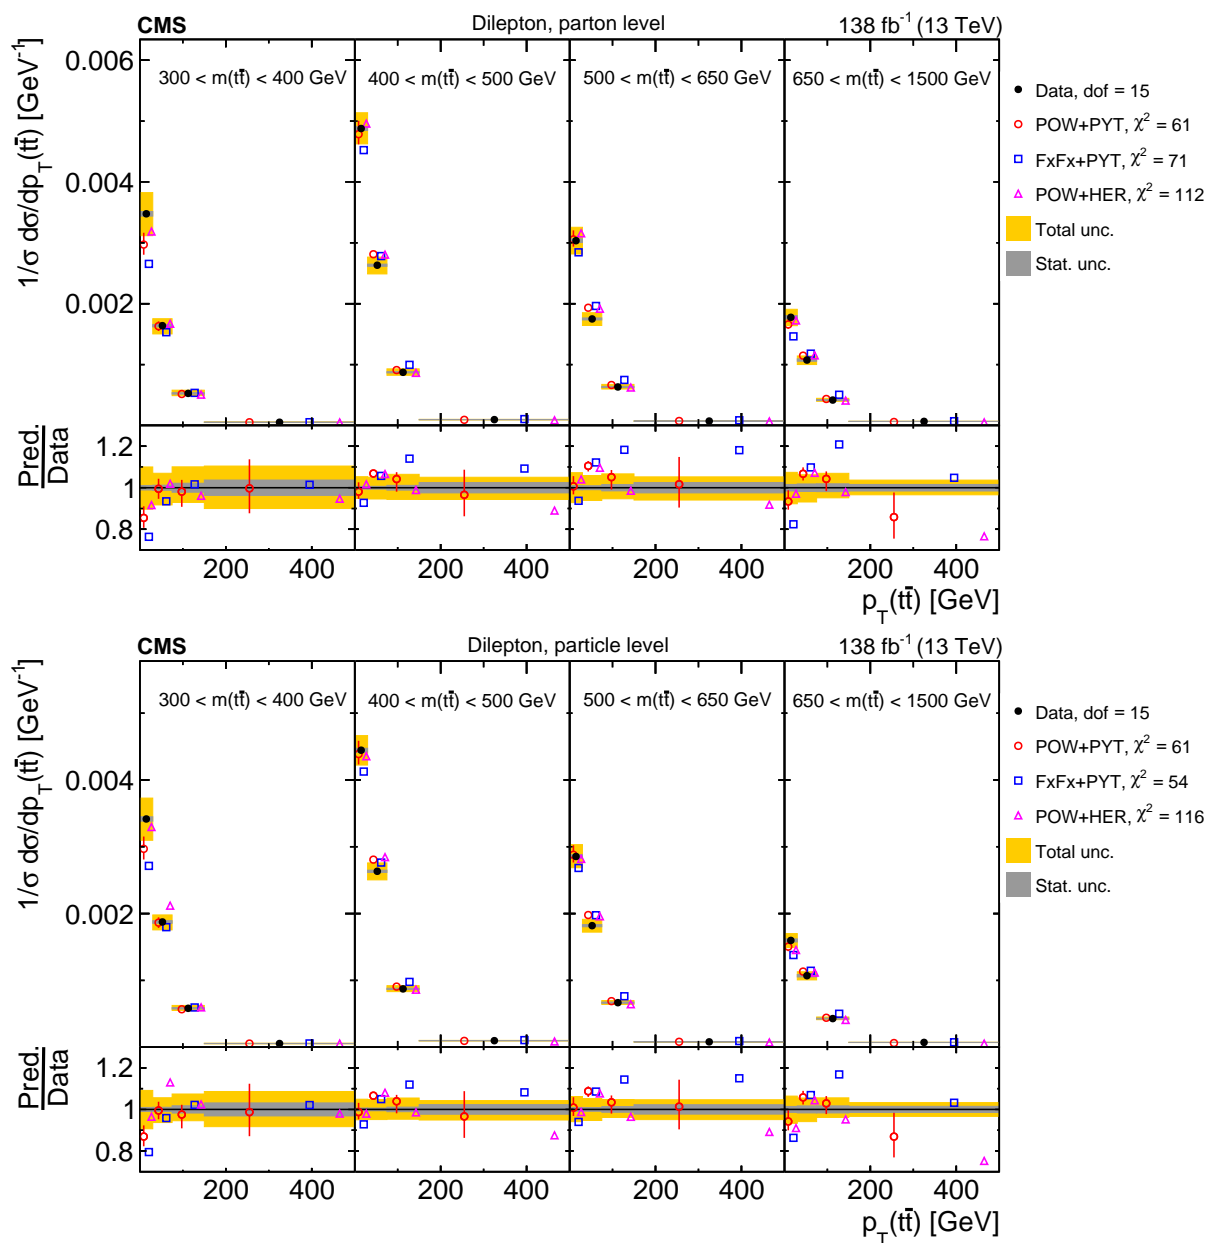 CMS Dilepton, parton level 138 fb⁻¹ (13 TeV)
1/σ dσ/dp_T(tt̄) [GeV⁻¹]
0.006
0.004
0.002
300 < m(tt̄) < 400 GeV
400 < m(tt̄) < 500 GeV
500 < m(tt̄) < 650 GeV
650 < m(tt̄) < 1500 GeV
Data, dof = 15
POW+PYT, χ² = 61
FxFx+PYT, χ² = 71
POW+HER, χ² = 112
Total unc.
Stat. unc.
Pred.
Data
1.2
1
0.8
200 400 200 400 200 400 200 400
p_T(tt̄) [GeV]
CMS Dilepton, particle level 138 fb⁻¹ (13 TeV)
1/σ dσ/dp_T(tt̄) [GeV⁻¹]
0.004
0.002
300 < m(tt̄) < 400 GeV
400 < m(tt̄) < 500 GeV
500 < m(tt̄) < 650 GeV
650 < m(tt̄) < 1500 GeV
Data, dof = 15
POW+PYT, χ² = 61
FxFx+PYT, χ² = 54
POW+HER, χ² = 116
Total unc.
Stat. unc.
Pred.
Data
1.2
1
0.8
200 400 200 400 200 400 200 400
p_T(tt̄) [GeV]